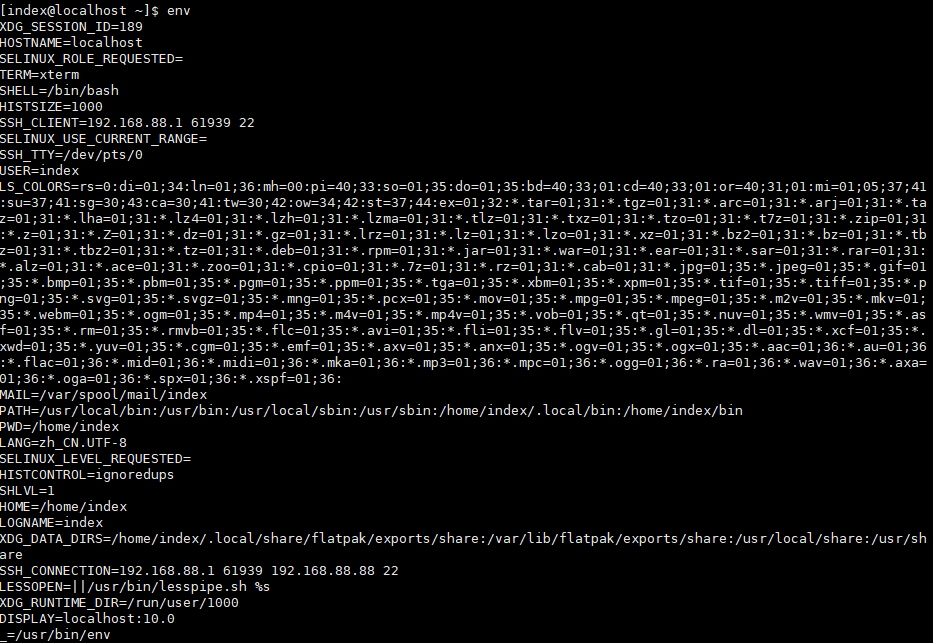 [index@localhost ~]$ env
XDG_SESSION_ID=189
HOSTNAME=localhost
SELINUX_ROLE_REQUESTED=
TERM=xterm
SHELL=/bin/bash
HISTSIZE=1000
SSH_CLIENT=192.168.88.1 61939 22
SELINUX_USE_CURRENT_RANGE=
SSH_TTY=/dev/pts/0
USER=index
LS_COLORS=rs=0:di=01;34:ln=01;36:mh=00:pi=40;33:so=01;35:do=01;35:bd=40;33;01:cd=40;33;01:or=40;31;01:mi=01;05;37;41
:su=37;41:sg=30;43:ca=30;41:tw=30;42:ow=34;42:st=37;44:ex=01;32:*.tar=01;31:*.tgz=01;31:*.arc=01;31:*.arj=01;31:*.ta
z=01;31:*.lha=01;31:*.lz4=01;31:*.lzh=01;31:*.lzma=01;31:*.tlz=01;31:*.txz=01;31:*.tzo=01;31:*.t7z=01;31:*.zip=01;31
:*.z=01;31:*.Z=01;31:*.dz=01;31:*.gz=01;31:*.lrz=01;31:*.lz=01;31:*.lzo=01;31:*.xz=01;31:*.bz2=01;31:*.bz=01;31:*.tb
z=01;31:*.tbz2=01;31:*.tz=01;31:*.deb=01;31:*.rpm=01;31:*.jar=01;31:*.war=01;31:*.ear=01;31:*.sar=01;31:*.rar=01;31:
*.alz=01;31:*.ace=01;31:*.zoo=01;31:*.cpio=01;31:*.7z=01;31:*.rz=01;31:*.cab=01;31:*.jpg=01;35:*.jpeg=01;35:*.gif=01
;35:*.bmp=01;35:*.pbm=01;35:*.pgm=01;35:*.ppm=01;35:*.tga=01;35:*.xbm=01;35:*.xpm=01;35:*.tif=01;35:*.tiff=01;35:*.p
ng=01;35:*.svg=01;35:*.svgz=01;35:*.mng=01;35:*.pcx=01;35:*.mov=01;35:*.mpg=01;35:*.mpeg=01;35:*.m2v=01;35:*.mkv=01;
35:*.webm=01;35:*.ogm=01;35:*.mp4=01;35:*.m4v=01;35:*.mp4v=01;35:*.vob=01;35:*.qt=01;35:*.nuv=01;35:*.wmv=01;35:*.as
f=01;35:*.rm=01;35:*.rmvb=01;35:*.flc=01;35:*.avi=01;35:*.fli=01;35:*.flv=01;35:*.gl=01;35:*.dl=01;35:*.xcf=01;35:*.
xwd=01;35:*.yuv=01;35:*.cgm=01;35:*.emf=01;35:*.axv=01;35:*.anx=01;35:*.ogv=01;35:*.ogx=01;35:*.aac=01;36:*.au=01;36
:*.flac=01;36:*.mid=01;36:*.midi=01;36:*.mka=01;36:*.mp3=01;36:*.mpc=01;36:*.ogg=01;36:*.ra=01;36:*.wav=01;36:*.axa=
01;36:*.oga=01;36:*.spx=01;36:*.xspf=01;36:
MAIL=/var/spool/mail/index
PATH=/usr/local/bin:/usr/bin:/usr/local/sbin:/usr/sbin:/home/index/.local/bin:/home/index/bin
PWD=/home/index
LANG=zh_CN.UTF-8
SELINUX_LEVEL_REQUESTED=
HISTCONTROL=ignoredups
SHLVL=1
HOME=/home/index
LOGNAME=index
XDG_DATA_DIRS=/home/index/.local/share/flatpak/exports/share:/var/lib/flatpak/exports/share:/usr/local/share:/usr/sh
are
SSH_CONNECTION=192.168.88.1 61939 192.168.88.88 22
LESSOPEN=||/usr/bin/lesspipe.sh %s
XDG_RUNTIME_DIR=/run/user/1000
DISPLAY=localhost:10.0
_=/usr/bin/env